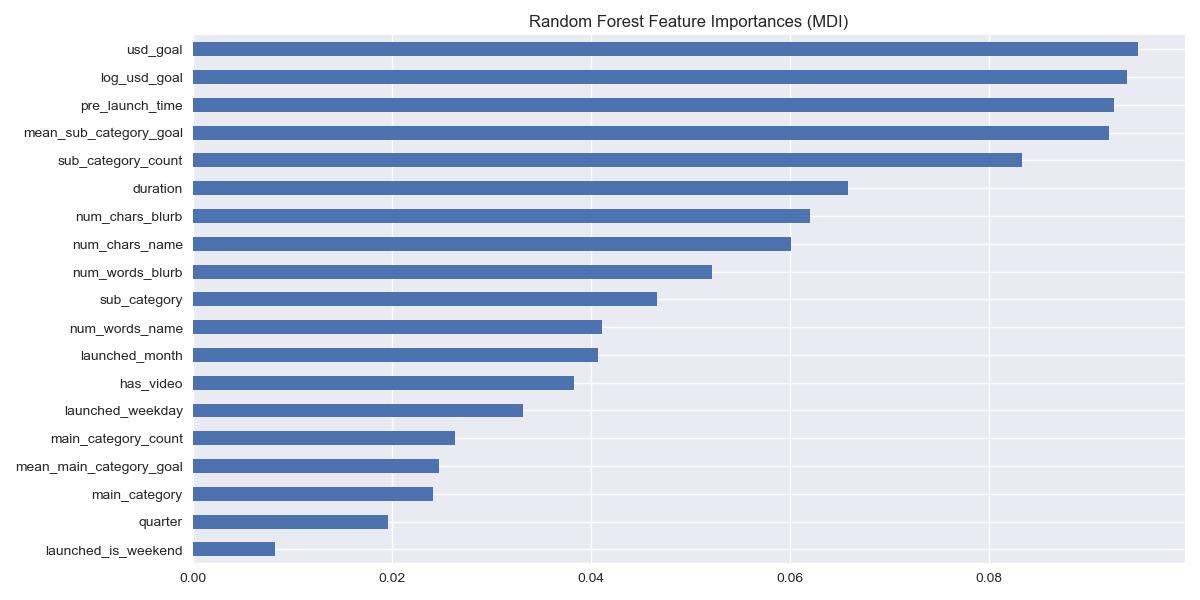 Random Forest Feature Importances (MDI)
usd_goal
log_usd_goal
pre_launch_time
mean_sub_category_goal
sub_category_count
duration
num_chars_blurb
num_chars_name
num_words_blurb
sub_category
num_words_name
launched_month
has_video
launched_weekday
main_category_count
mean_main_category_goal
main_category
quarter
launched_is_weekend
0.00 0.02 0.04 0.06 0.08